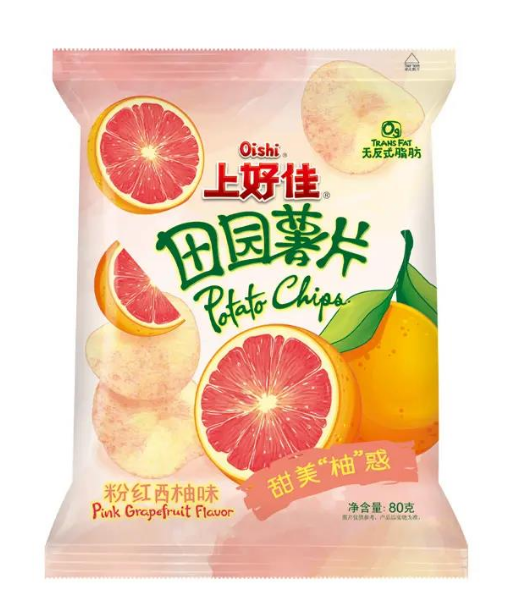 Oishi®
上好佳®
田园薯片
Potato Chips
0g
TRANS FAT
无反式脂肪
甜美“柚”惑
粉红西柚味
Pink Grapefruit Flavor
净含量: 80克